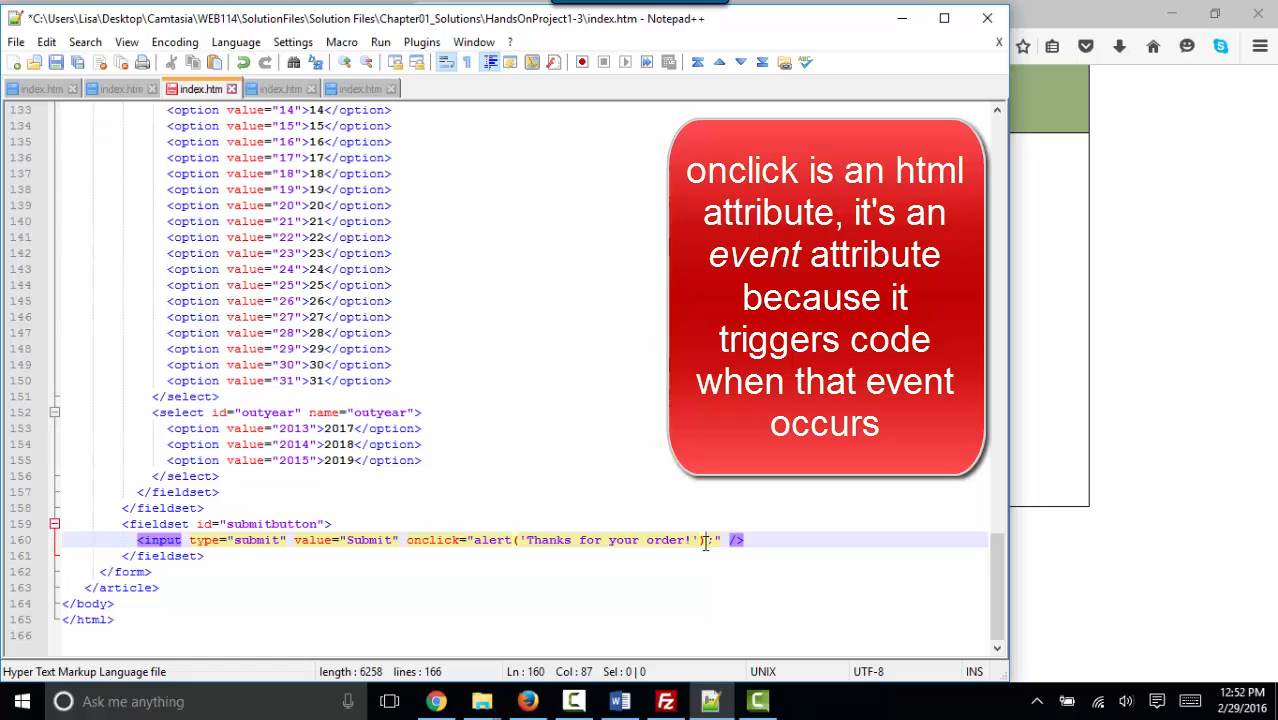 *C:\Users\Lisa\Desktop\Camtasia\WEB114\SolutionFiles\Solution Files\Chapter01_Solutions\HandsOnProject1-3\index.htm - Notepad++
File Edit Search View Encoding Language Settings Macro Run Plugins Window ? X
index.htm index.htm index.htm index.htm index.htm
133 <option value="14">14</option>
134 <option value="15">15</option>
135 <option value="16">16</option>
136 <option value="17">17</option>
137 <option value="18">18</option>
138 <option value="19">19</option>
139 <option value="20">20</option>
140 <option value="21">21</option>
141 <option value="22">22</option>
142 <option value="23">23</option>
143 <option value="24">24</option>
144 <option value="25">25</option>
145 <option value="26">26</option>
146 <option value="27">27</option>
147 <option value="28">28</option>
148 <option value="29">29</option>
149 <option value="30">30</option>
150 <option value="31">31</option>
151 </select>
152 <select id="outyear" name="outyear">
153 <option value="2013">2017</option>
154 <option value="2014">2018</option>
155 <option value="2015">2019</option>
156 </select>
157 </fieldset>
158 </fieldset>
159 <fieldset id="submitbutton">
160 <input type="submit" value="Submit" onclick="alert('Thanks for your order!');" />
161 </fieldset>
162 </form>
163 </article>
164 </body>
165 </html>
166
onclick is an html
attribute, it's an
event attribute
because it
triggers code
when that event
occurs
Hyper Text Markup Language file length : 6258 lines : 166 Ln : 160 Col : 87 Sel : 0 | 0 UNIX UTF-8 INS
Ask me anything
12:52 PM
2/29/2016